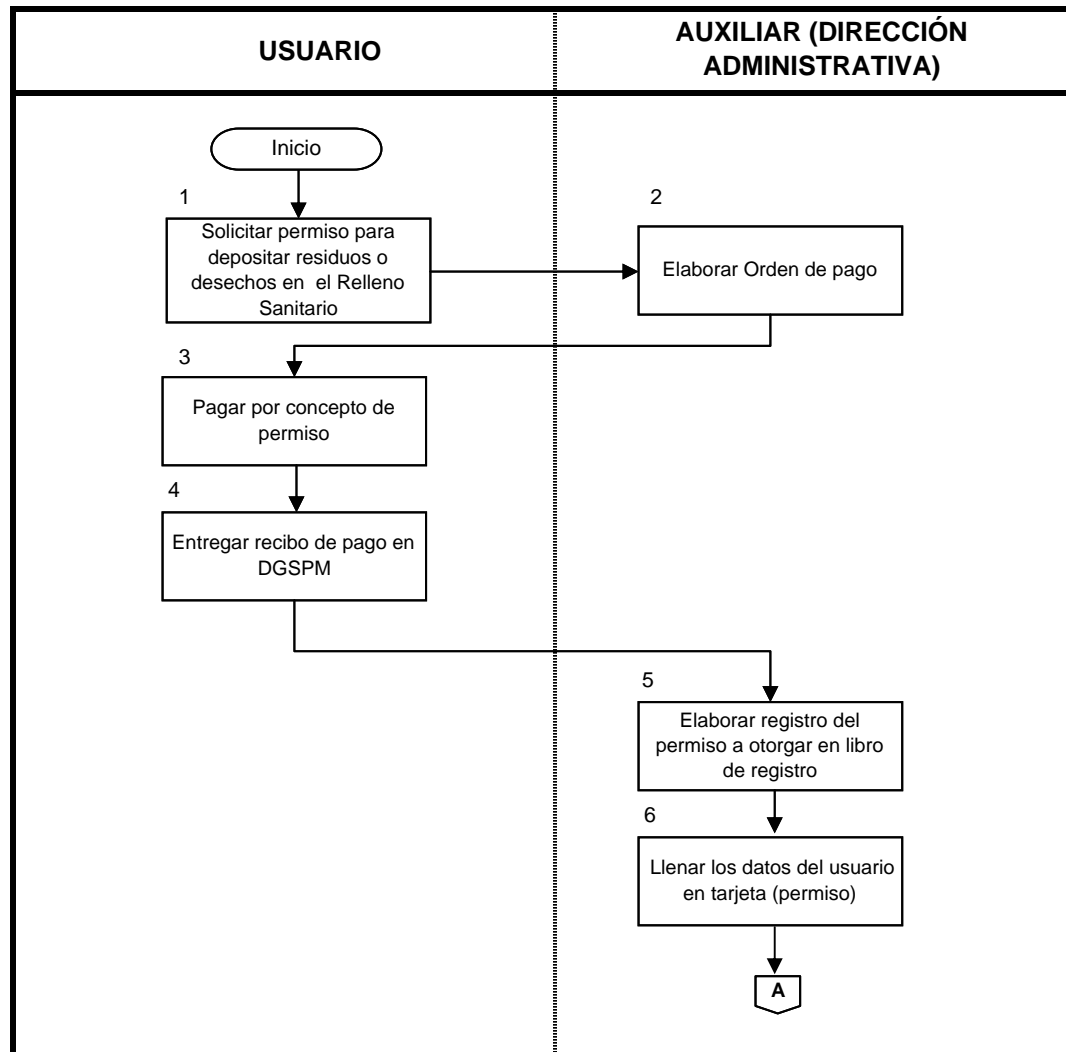 USUARIO
AUXILIAR (DIRECCIÓN
ADMINISTRATIVA)
Inicio
1
Solicitar permiso para
depositar residuos o
desechos en el Relleno
Sanitario
2
Elaborar Orden de pago
3
Pagar por concepto de
permiso
4
Entregar recibo de pago en
DGSPM
5
Elaborar registro del
permiso a otorgar en libro
de registro
6
Llenar los datos del usuario
en tarjeta (permiso)
A